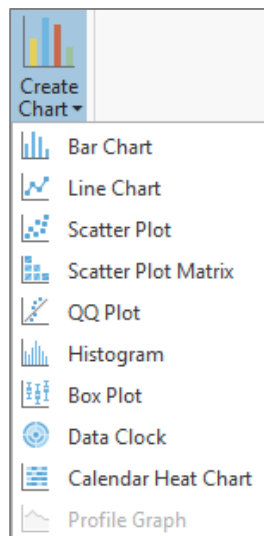 Create
Chart
Bar Chart
Line Chart
Scatter Plot
Scatter Plot Matrix
QQ Plot
Histogram
Box Plot
Data Clock
Calendar Heat Chart
Profile Graph